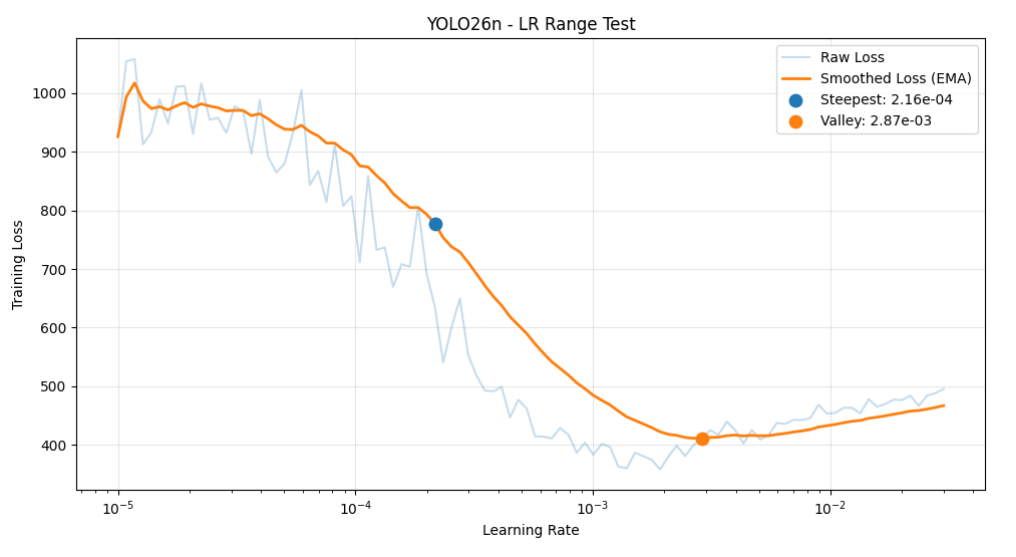 YOLO26n - LR Range Test
Raw Loss
Smoothed Loss (EMA)
Steepest: 2.16e-04
Valley: 2.87e-03
Training Loss
1000
900
800
700
600
500
400
10⁻⁵ 10⁻⁴ 10⁻³ 10⁻²
Learning Rate